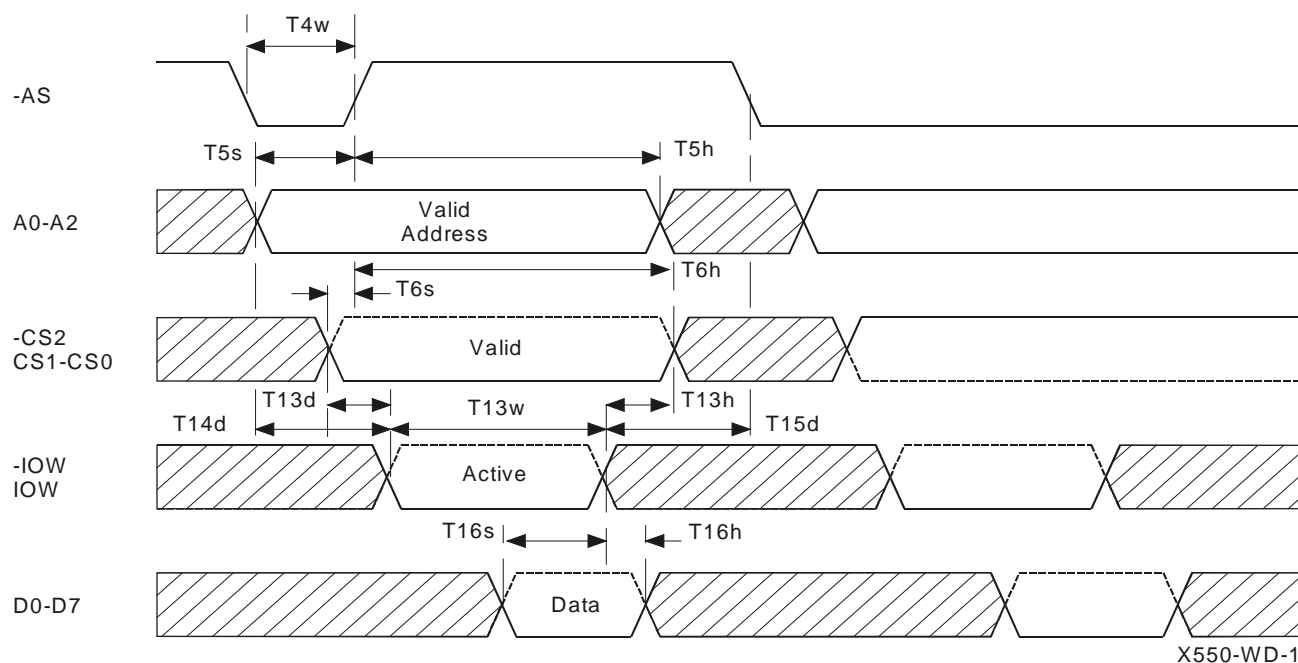 T4w
-AS
T5s
T5h
A0-A2
Valid
Address
T6h
T6s
-CS2
CS1-CS0
Valid
T13d
T13w
T13h
T14d
T15d
-IOW
IOW
Active
T16s
T16h
D0-D7
Data
X550-WD-1